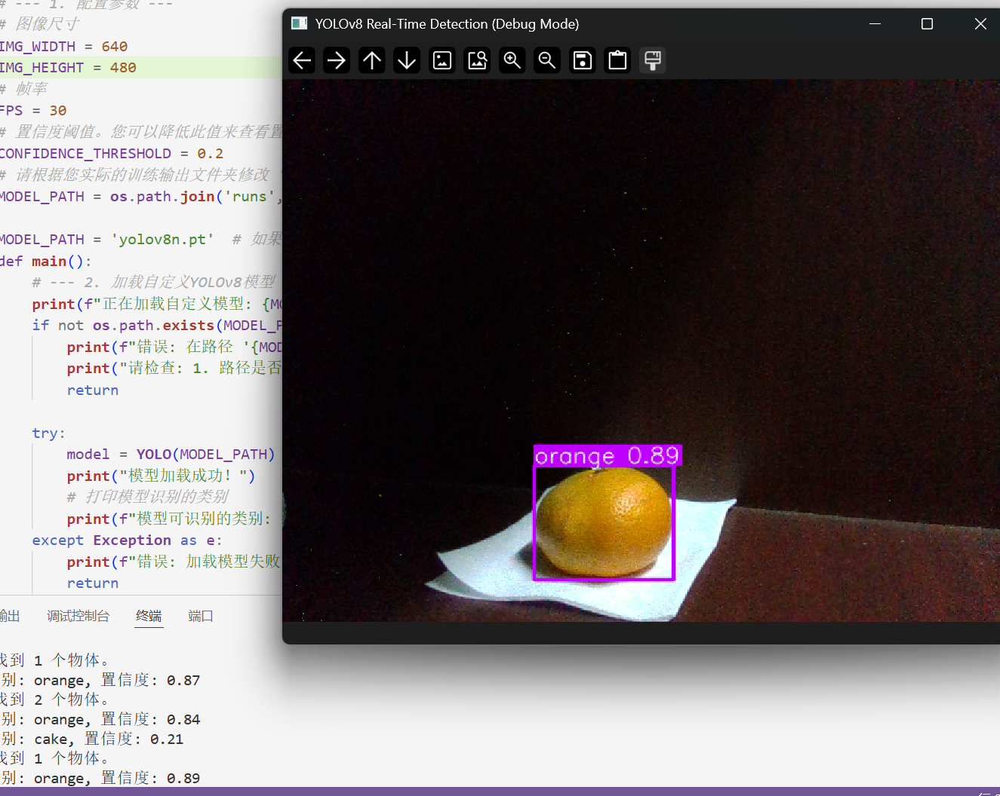 # --- 1. 配置参数 ---
# 图像尺寸
IMG_WIDTH = 640
IMG_HEIGHT = 480
# 帧率
FPS = 30
# 置信度阈值。您可以降低此值来查看置
CONFIDENCE_THRESHOLD = 0.2
# 请根据您实际的训练输出文件夹修改
MODEL_PATH = os.path.join('runs',
MODEL_PATH = 'yolov8n.pt'  # 如果
def main():
# --- 2. 加载自定义YOLOv8模型
print(f"正在加载自定义模型: {MO
if not os.path.exists(MODEL_P
print(f"错误: 在路径 '{MOD
print("请检查: 1. 路径是否
return
try:
model = YOLO(MODEL_PATH)
print("模型加载成功！")
# 打印模型识别的类别
print(f"模型可识别的类别:
except Exception as e:
print(f"错误: 加载模型失败
return
输出 调试控制台 终端 端口
找到 1 个物体。
别: orange, 置信度: 0.87
找到 2 个物体。
别: orange, 置信度: 0.84
别: cake, 置信度: 0.21
找到 1 个物体。
别: orange, 置信度: 0.89
YOLOv8 Real-Time Detection (Debug Mode)
orange 0.89